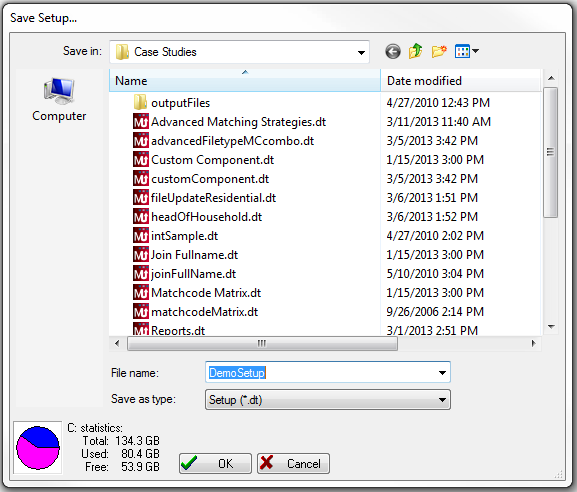 Save Setup...
Save in: Case Studies
Computer
Name Date modified
outputFiles 4/27/2010 12:43 PM
Advanced Matching Strategies.dt 3/11/2013 11:40 AM
advancedFiletypeMCcombo.dt 3/5/2013 3:42 PM
Custom Component.dt 1/15/2013 3:00 PM
customComponent.dt 3/5/2013 3:42 PM
fileUpdateResidential.dt 3/6/2013 1:51 PM
headOfHousehold.dt 3/6/2013 1:52 PM
intSample.dt 4/27/2010 2:02 PM
Join Fullname.dt 1/15/2013 3:00 PM
joinFullName.dt 5/10/2010 3:04 PM
Matchcode Matrix.dt 1/15/2013 3:00 PM
matchcodeMatrix.dt 9/26/2006 2:14 PM
Reports.dt 3/1/2013 2:51 PM
File name: DemoSetup
Save as type: Setup (*.dt)
C: statistics:
Total: 134.3 GB
Used: 80.4 GB
Free: 53.9 GB
OK Cancel